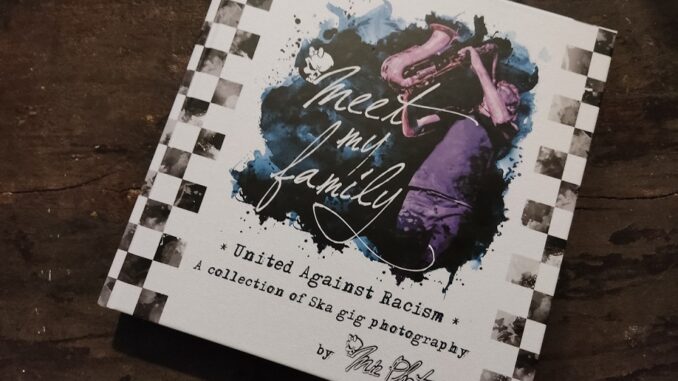 meet
my
family
* United Against Racism *
A collection of Ska gig photography
by